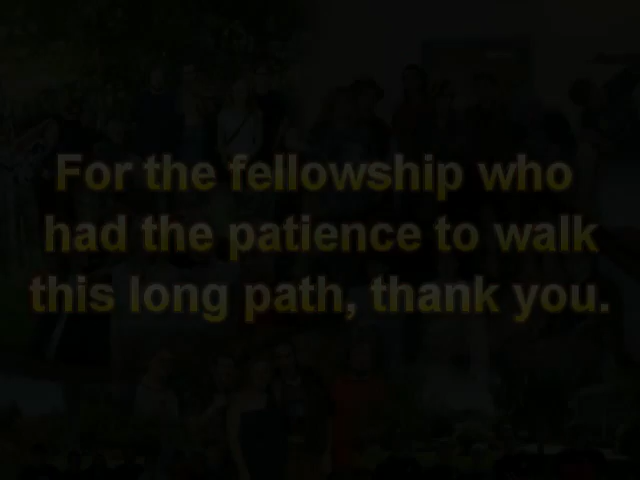 For the fellowship who
had the patience to walk
this long path, thank you.